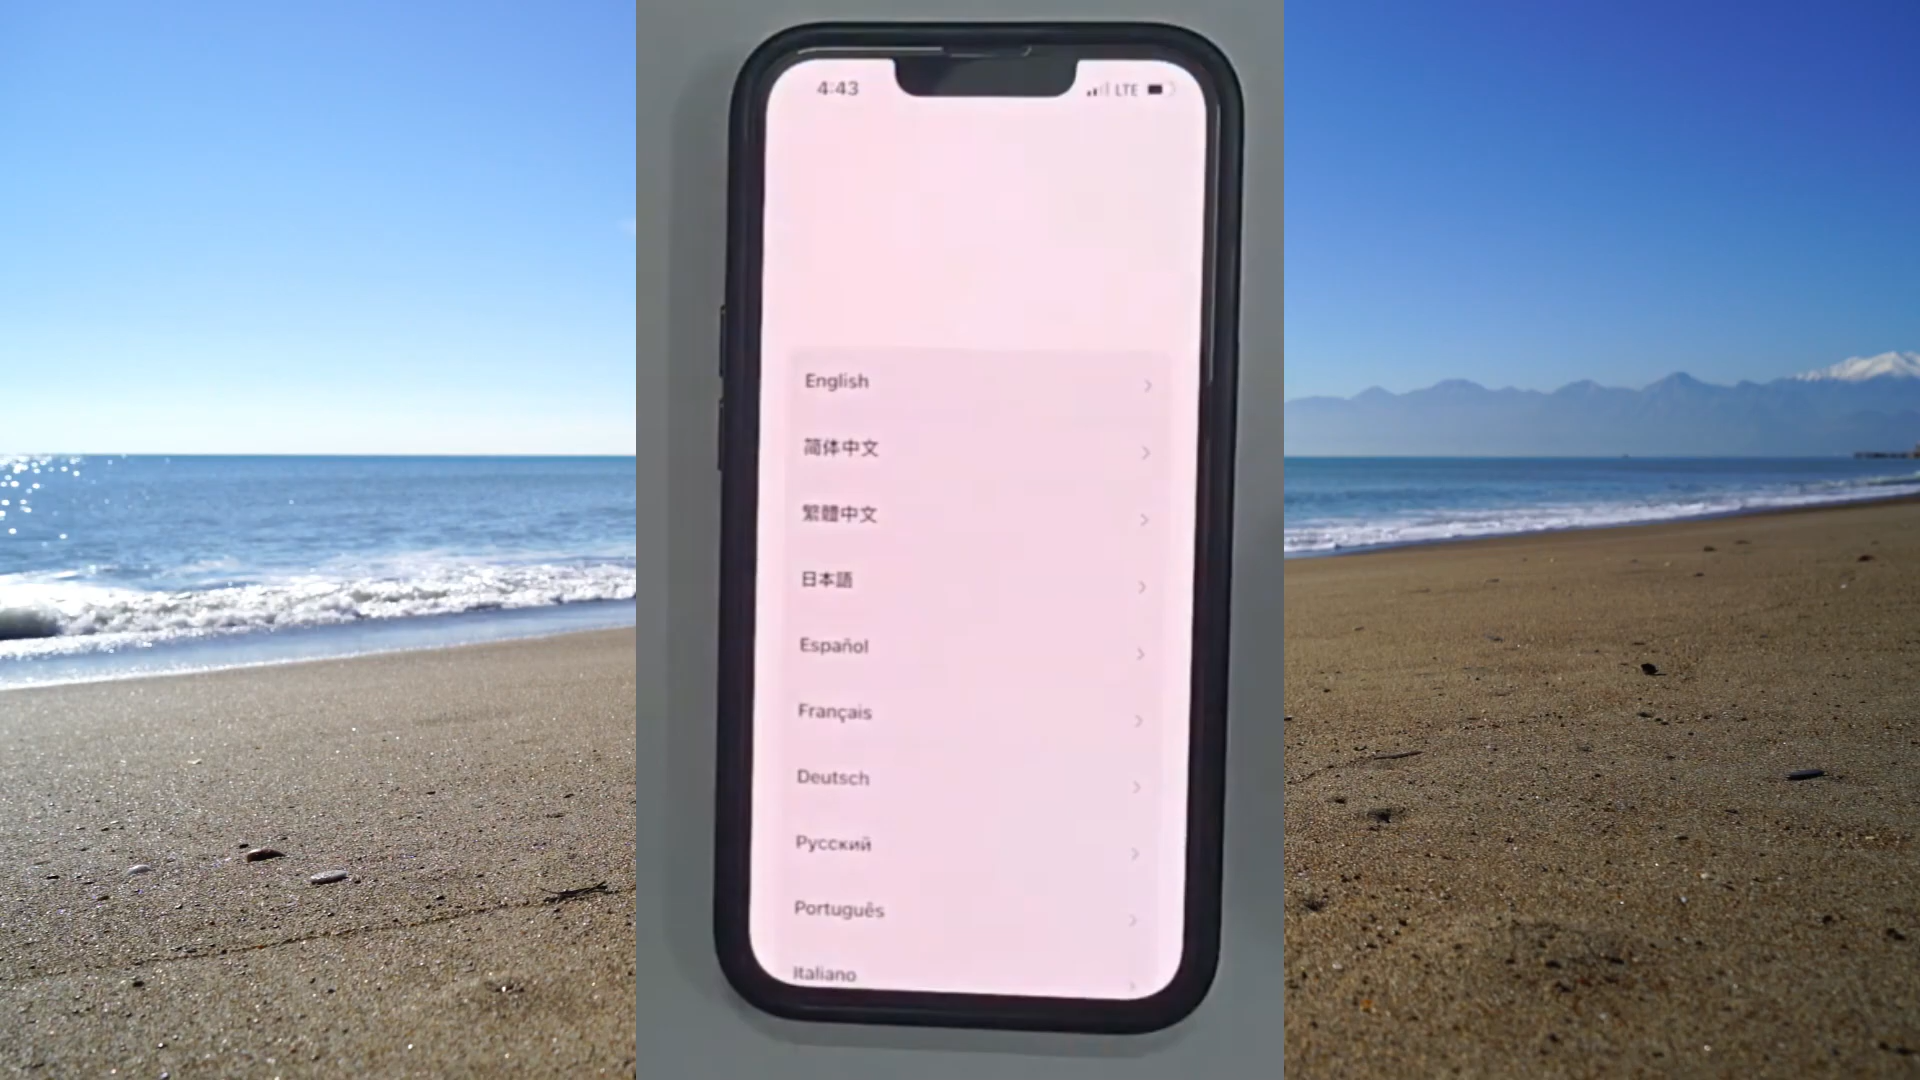 4:43 LTE
English
简体中文
繁體中文
日本語
Español
Français
Deutsch
Русский
Português
Italiano